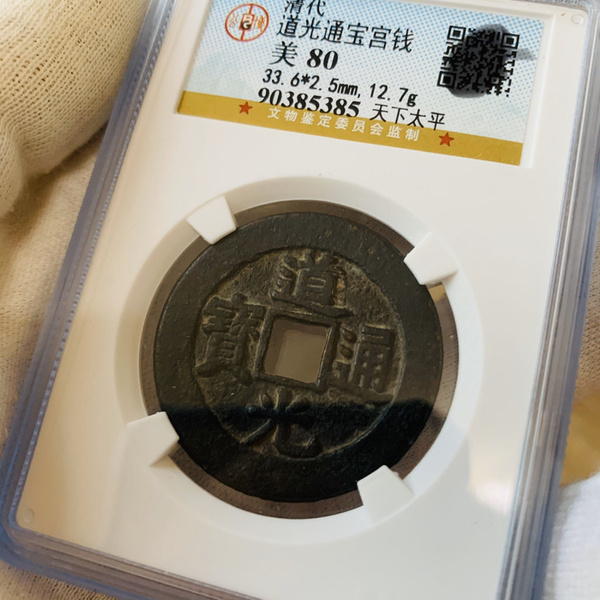 清代
道光通宝宫钱
美 80
33.6*2.5mm, 12.7g
90385385 天下太平
文物鉴定委员会监制
道光通寶